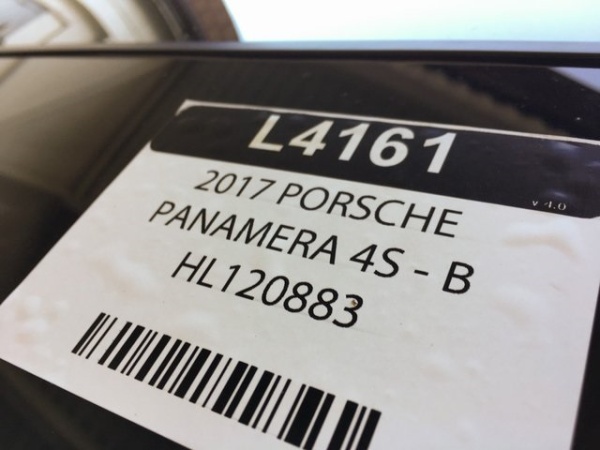 L4161
v 4.0
2017 PORSCHE
PANAMERA 4S - B
HL120883